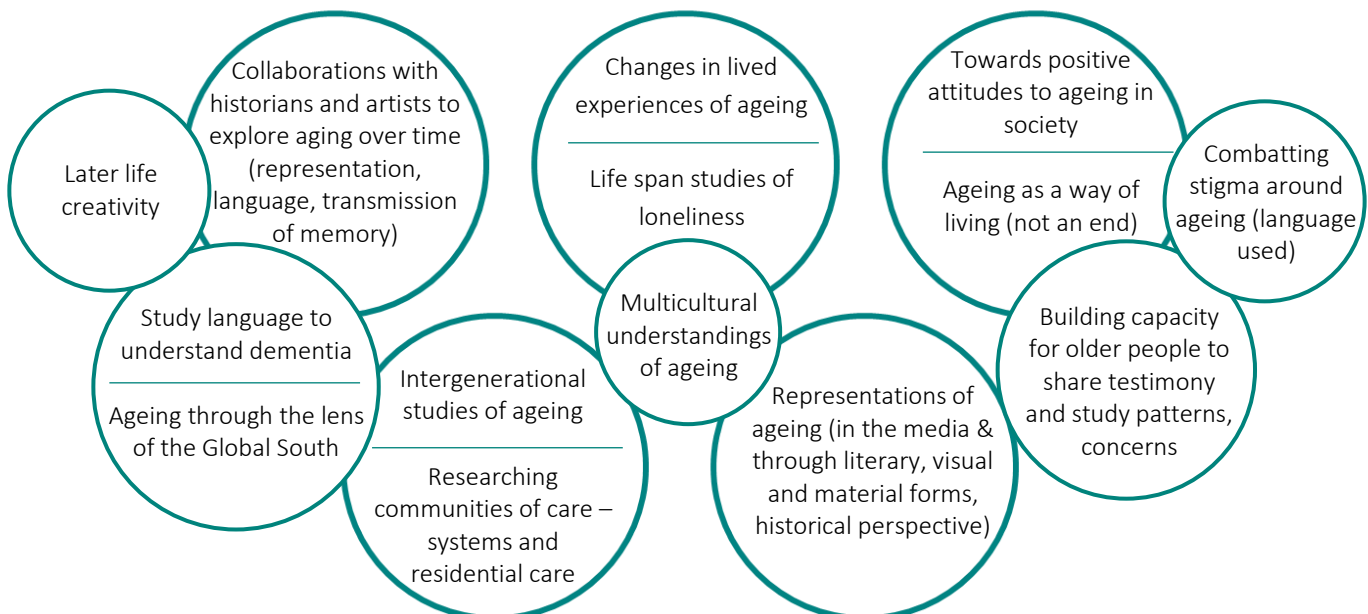 Later life
creativity
Collaborations with
historians and artists to
explore aging over time
(representation,
language, transmission
of memory)
Changes in lived
experiences of ageing
Life span studies of
loneliness
Towards positive
attitudes to ageing in
society
Ageing as a way of
living (not an end)
Combatting
stigma around
ageing (language
used)
Study language to
understand dementia
Ageing through the lens
of the Global South
Intergenerational
studies of ageing
Researching
communities of care –
systems and
residential care
Multicultural
understandings
of ageing
Representations of
ageing (in the media &
through literary, visual
and material forms,
historical perspective)
Building capacity
for older people to
share testimony
and study patterns,
concerns